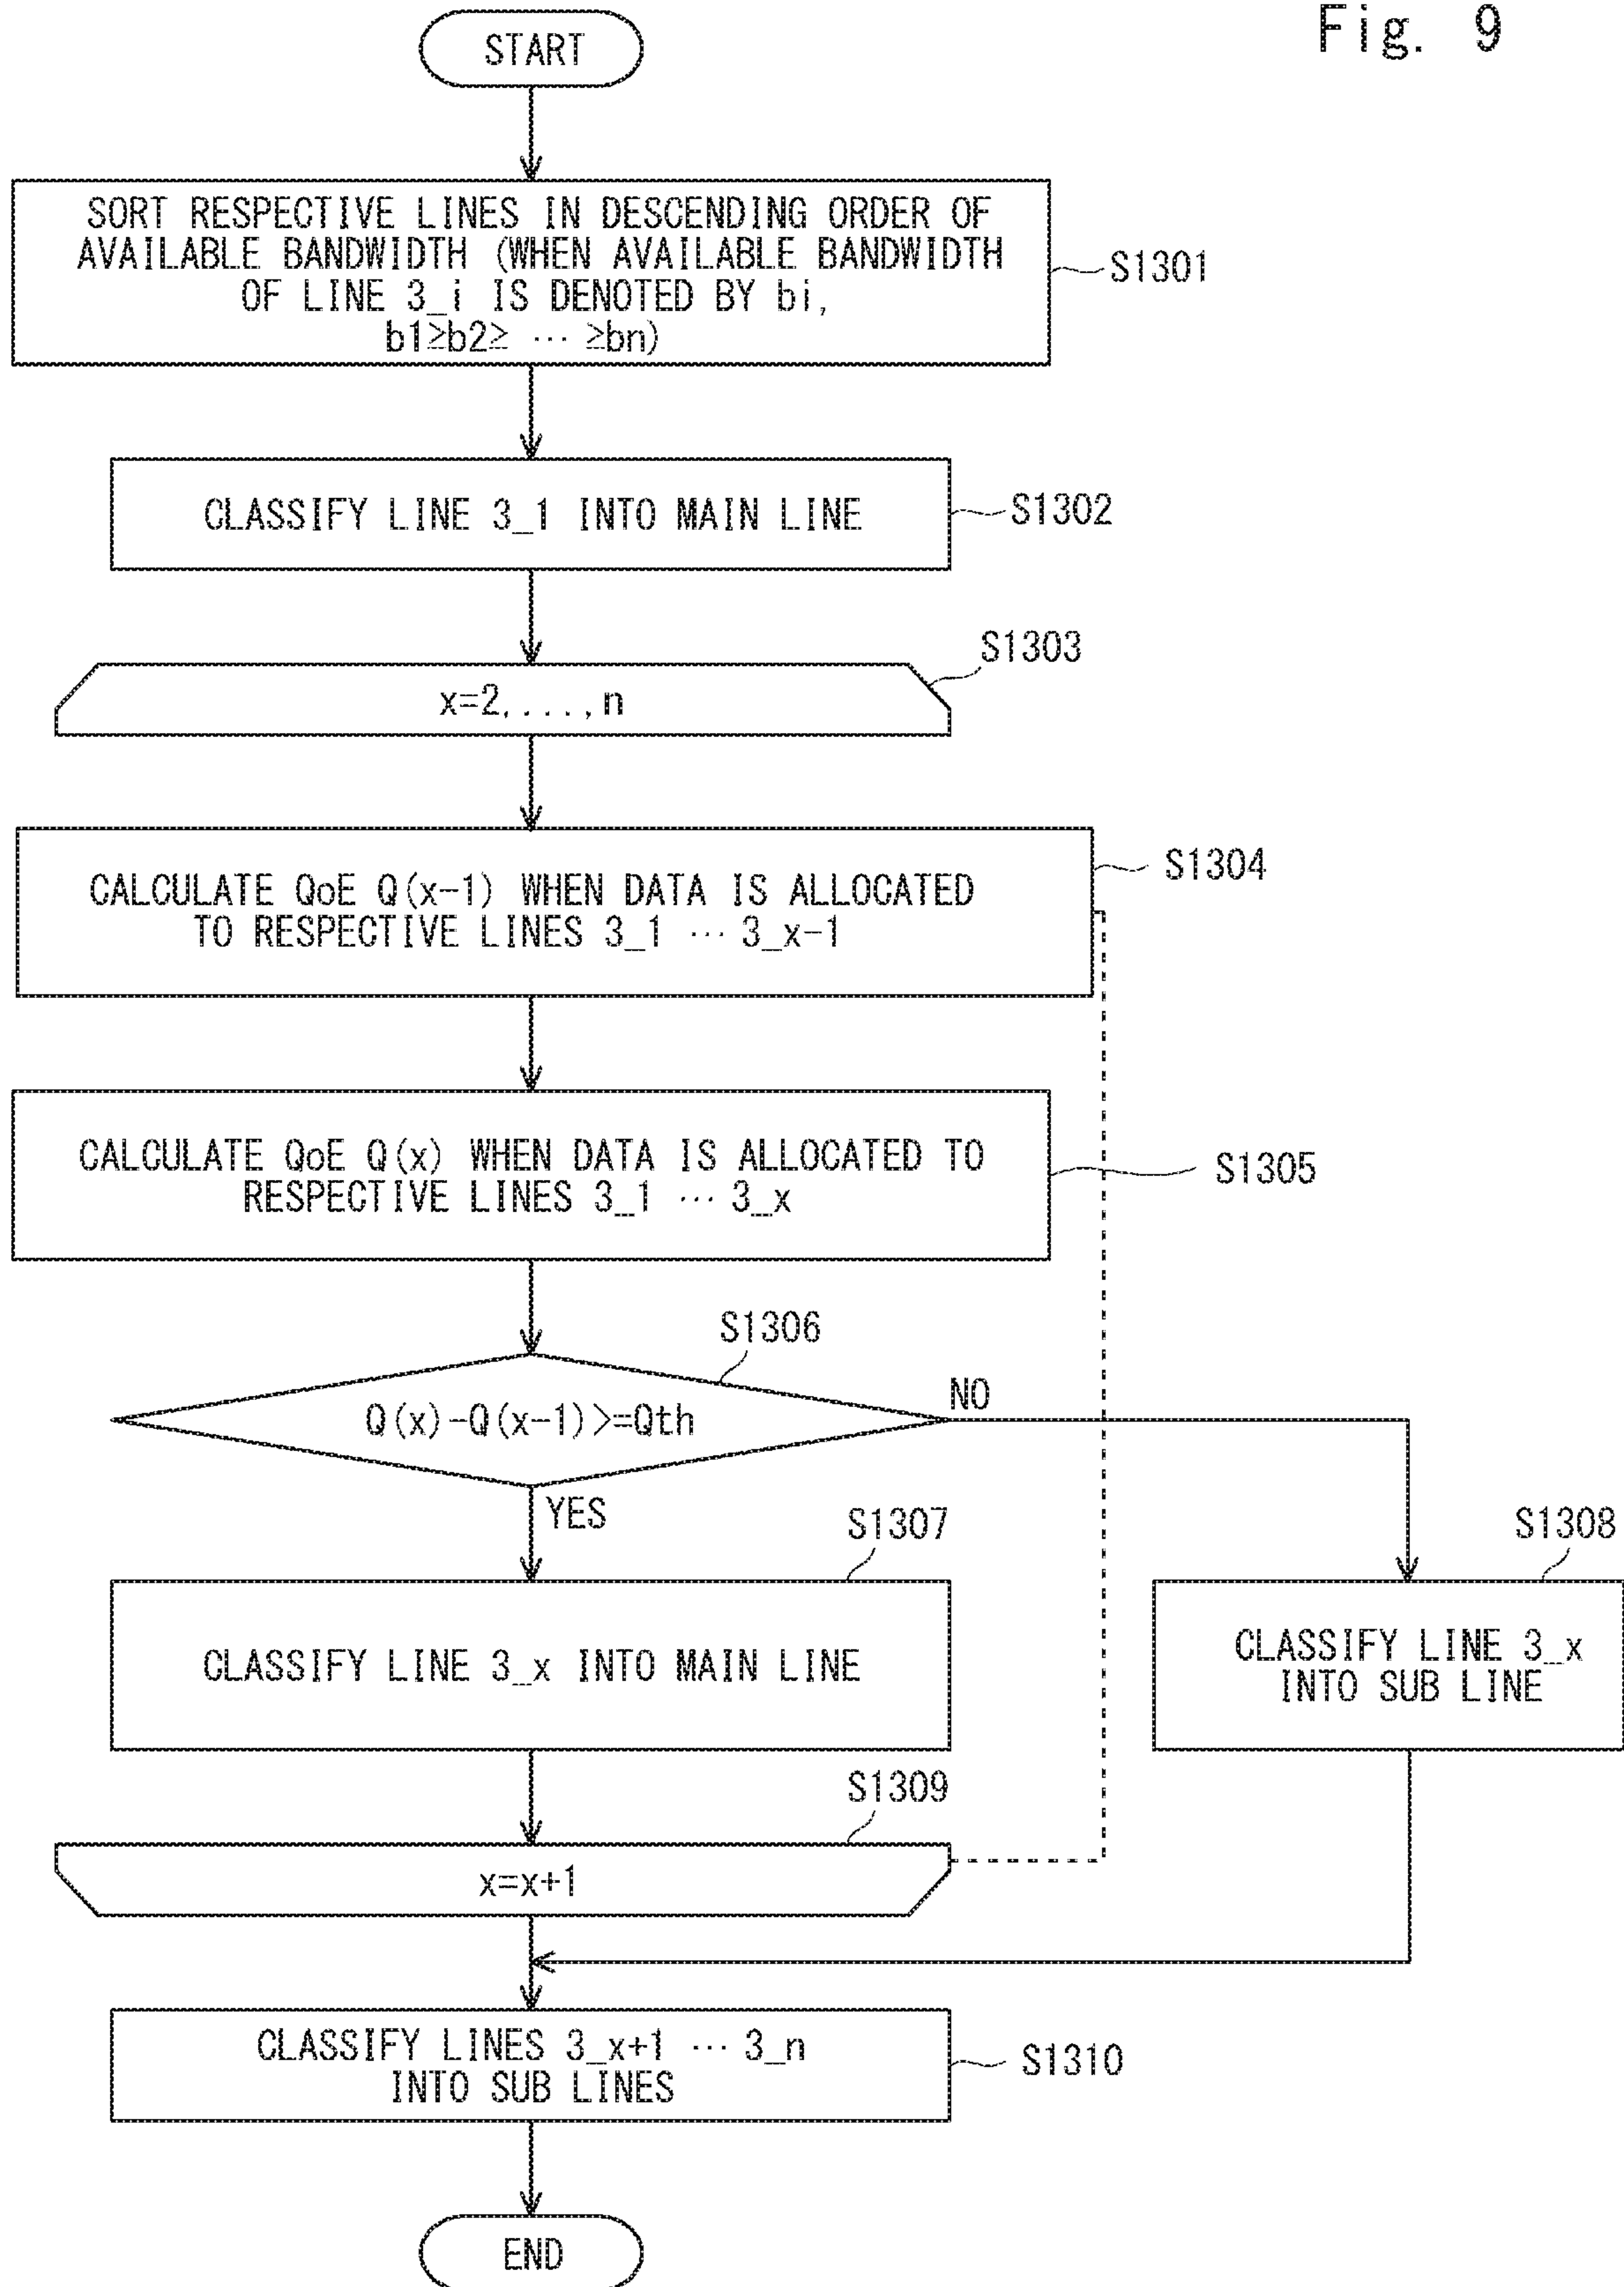 Fig. 9
START
SORT RESPECTIVE LINES IN DESCENDING ORDER OF
AVAILABLE BANDWIDTH (WHEN AVAILABLE BANDWIDTH
OF LINE 3_i IS DENOTED BY bi,
b1≥b2≥ ··· ≥bn)
S1301
CLASSIFY LINE 3_1 INTO MAIN LINE
S1302
S1303
x=2,...,n
CALCULATE QoE Q(x-1) WHEN DATA IS ALLOCATED
TO RESPECTIVE LINES 3_1 ··· 3_x-1
S1304
CALCULATE QoE Q(x) WHEN DATA IS ALLOCATED TO
RESPECTIVE LINES 3_1 ··· 3_x
S1305
S1306
Q(x)-Q(x-1)>=Qth
NO
YES
S1307
S1308
CLASSIFY LINE 3_x INTO MAIN LINE
CLASSIFY LINE 3_x
INTO SUB LINE
S1309
x=x+1
CLASSIFY LINES 3_x+1 ··· 3_n
INTO SUB LINES
S1310
END